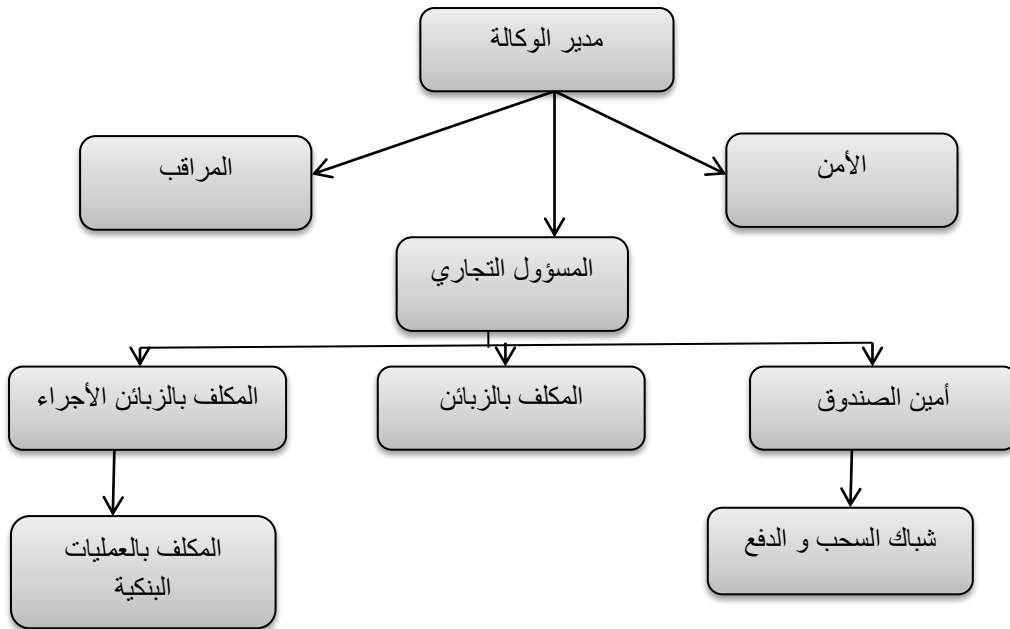 مدير الوكالة
الأمن
المراقب
المسؤول التجاري
أمين الصندوق
المكلف بالزبائن
المكلف بالزبائن الأجراء
شباك السحب و الدفع
المكلف بالعمليات
البنكية